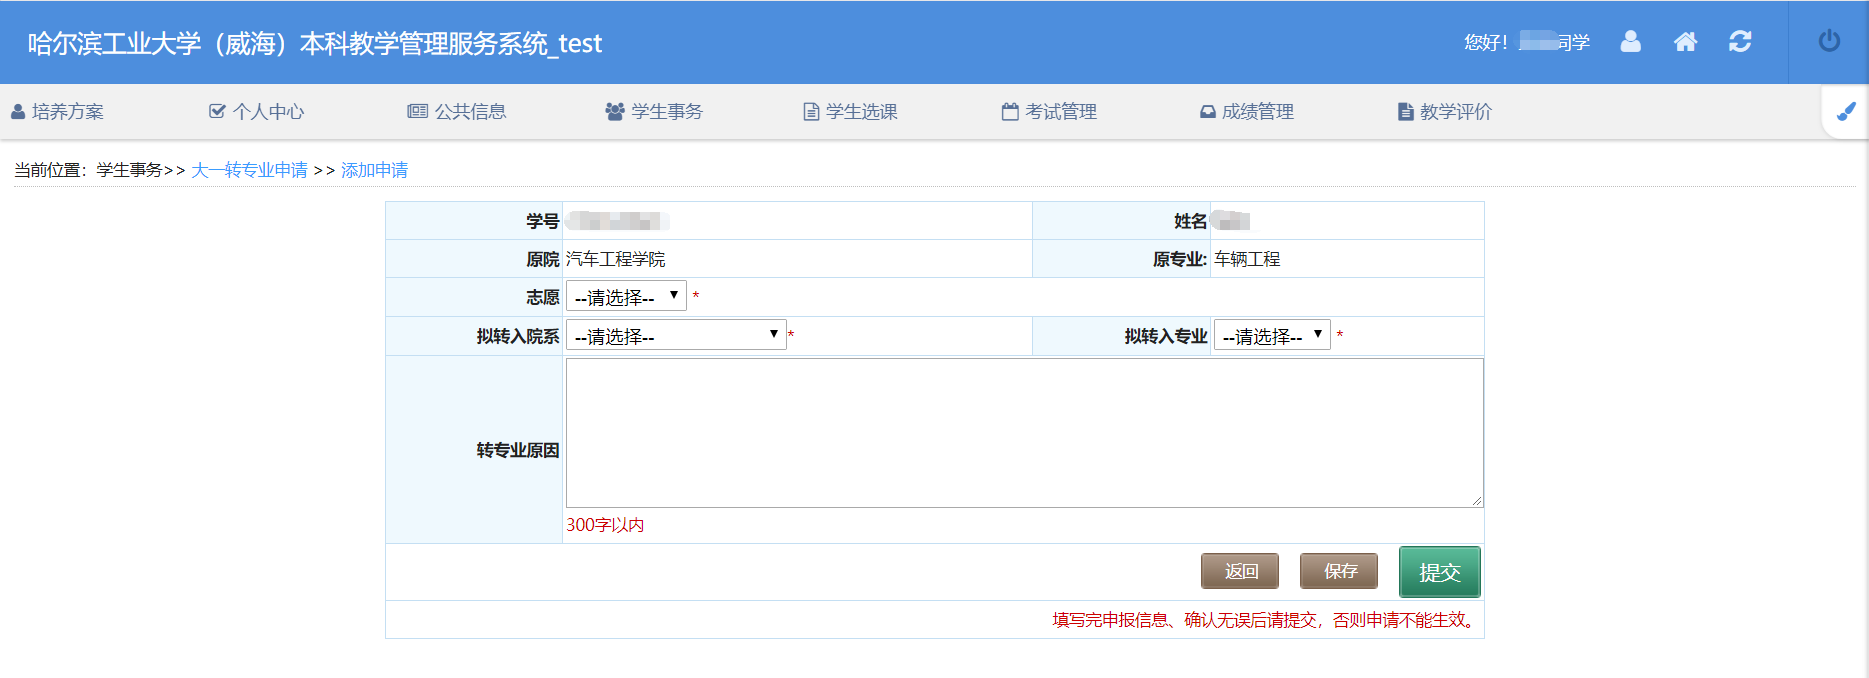 哈尔滨工业大学（威海）本科教学管理服务系统_test
您好！ 同学
培养方案 个人中心 公共信息 学生事务 学生选课 考试管理 成绩管理 教学评价
当前位置：学生事务>> 大一转专业申请 >> 添加申请
学号 姓名
原院 汽车工程学院 原专业: 车辆工程
志愿 --请选择-- *
拟转入院系 --请选择-- * 拟转入专业 --请选择-- *
转专业原因
300字以内
返回 保存 提交
填写完申报信息、确认无误后请提交，否则申请不能生效。